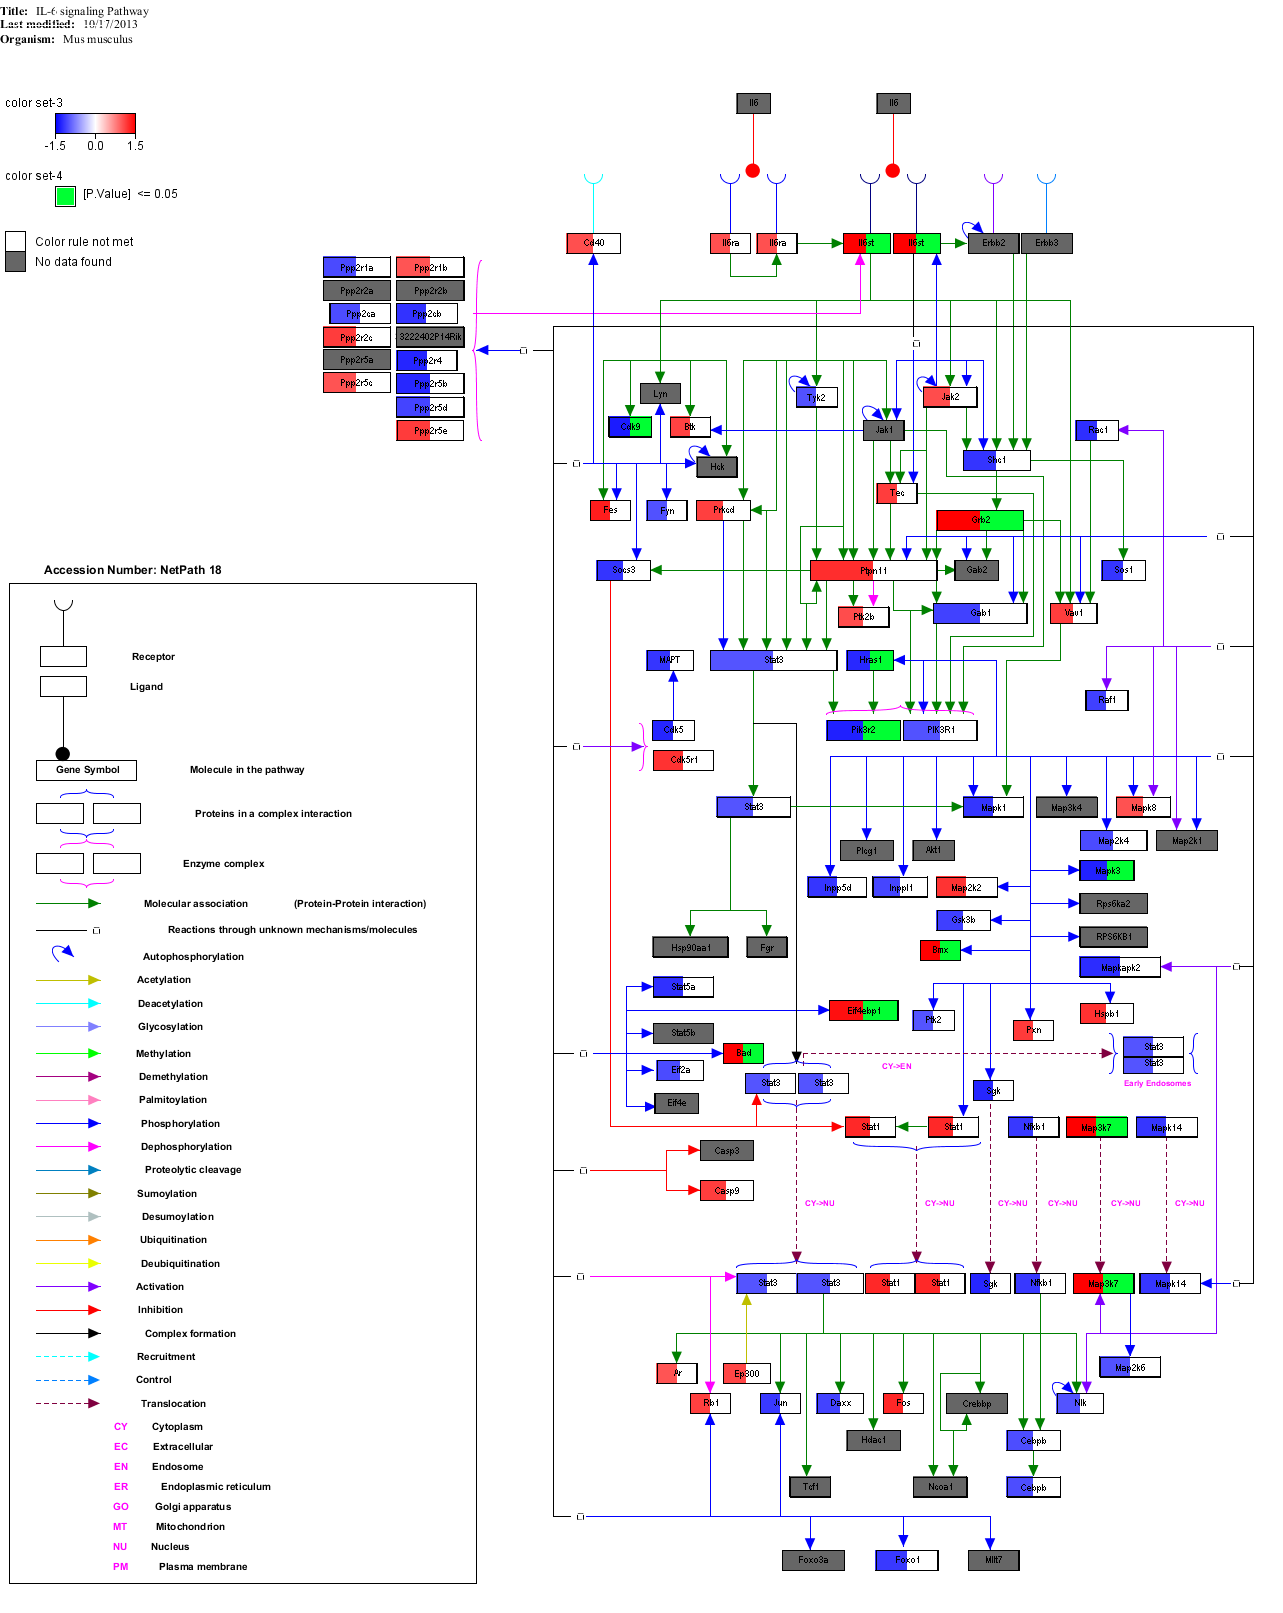 Title: IL-6 signaling Pathway
Last modified: 10/17/2013
Organism: Mus musculus
color set-3
-1.5 0.0 1.5
color set-4
[P.Value] <= 0.05
Color rule not met
No data found
Il6 Il6
Cd40 Il6ra Il6ra Il6st Il6st Erbb2 Erbb3
Ppp2r1a Ppp2r1b
Ppp2r2a Ppp2r2b
Ppp2ca Ppp2cb
Ppp2r2c 3222402P14Rik
Ppp2r5a Ppp2r4
Ppp2r5c Ppp2r5b
Ppp2r5d
Ppp2r5e
Lyn Tyk2 Jak2
Cdk9 Btk Jak1 Rac1
Hck Shc1
Tec
Fes Fyn Prkcd Grb2
Socs3 Ptpn11 Gab2 Sos1
Ptk2b Gab1 Vav1
MAPT Stat3 Hras1
Raf1
Cdk5 Pik3r2 PIK3R1
Cdk5r1
Stat3 Mapk1 Map3k4 Mapk8
Map2k4 Map2k1
Plcg1 Akt1
Mapk3
Inpp5d Inppl1 Map2k2
Rps6ka2
Gsk3b
RPS6KB1
Hsp90aa1 Fgr Bmx
Mapkapk2
Stat5a
Eif4ebp1 Ptk2 Hspb1
Stat5b Pxn
Bad Stat3
Stat3
CY->EN
Eif2a Early Endosomes
Stat3 Stat3 Sgk
Eif4e
Stat1 Stat1 Nfkb1 Map3k7 Mapk14
Casp3
Casp9
CY->NU CY->NU CY->NU CY->NU CY->NU CY->NU
Stat3 Stat3 Stat1 Stat1 Sgk Nfkb1 Map3k7 Mapk14
Ar Ep300 Map2k6
Rb1 Jun Daxx Fos Crebbp Nlk
Hdac1 Cebpb
Tcf1 Ncoa1 Cebpb
Foxo3a Foxo1 Mllt7
Accession Number: NetPath 18
Receptor
Ligand
Gene Symbol Molecule in the pathway
Proteins in a complex interaction
Enzyme complex
Molecular association (Protein-Protein interaction)
Reactions through unknown mechanisms/molecules
Autophosphorylation
Acetylation
Deacetylation
Glycosylation
Methylation
Demethylation
Palmitoylation
Phosphorylation
Dephosphorylation
Proteolytic cleavage
Sumoylation
Desumoylation
Ubiquitination
Deubiquitination
Activation
Inhibition
Complex formation
Recruitment
Control
Translocation
CY Cytoplasm
EC Extracellular
EN Endosome
ER Endoplasmic reticulum
GO Golgi apparatus
MT Mitochondrion
NU Nucleus
PM Plasma membrane